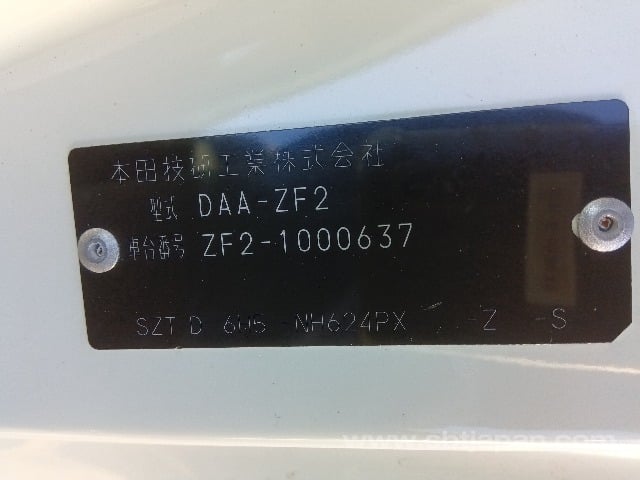 本田技研工業株式会社
型式 DAA-ZF2
車台番号 ZF2-1000637
SZT D 6US -NH624PX -Z -S
www.sbtjapan.com